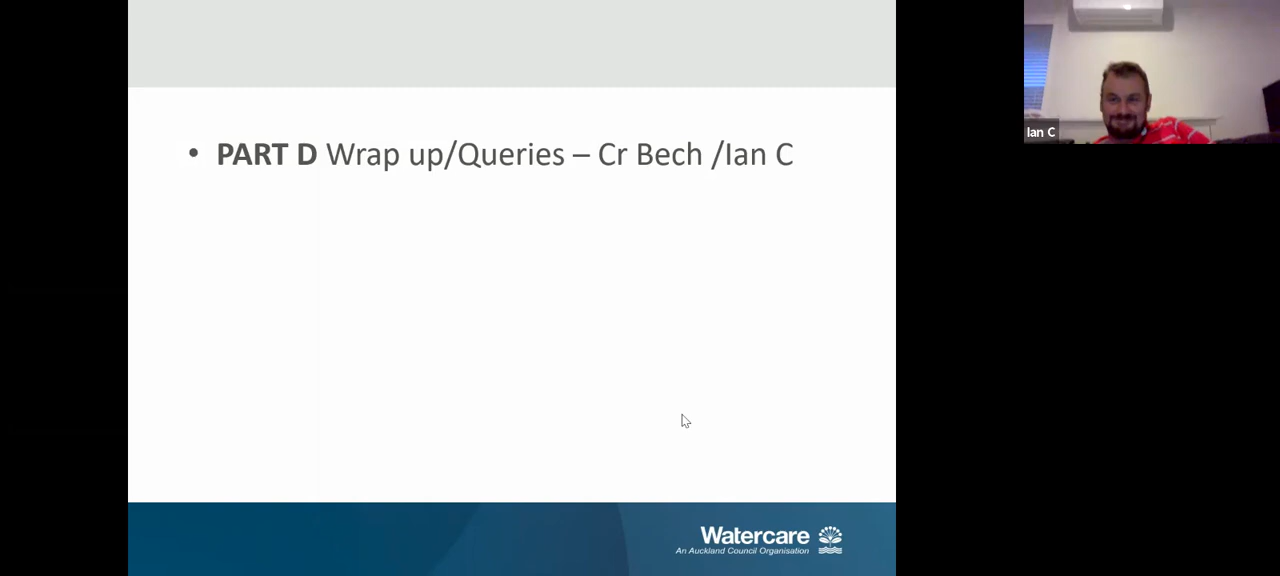 • PART D Wrap up/Queries – Cr Bech /Ian C
Ian C
Watercare
An Auckland Council Organisation